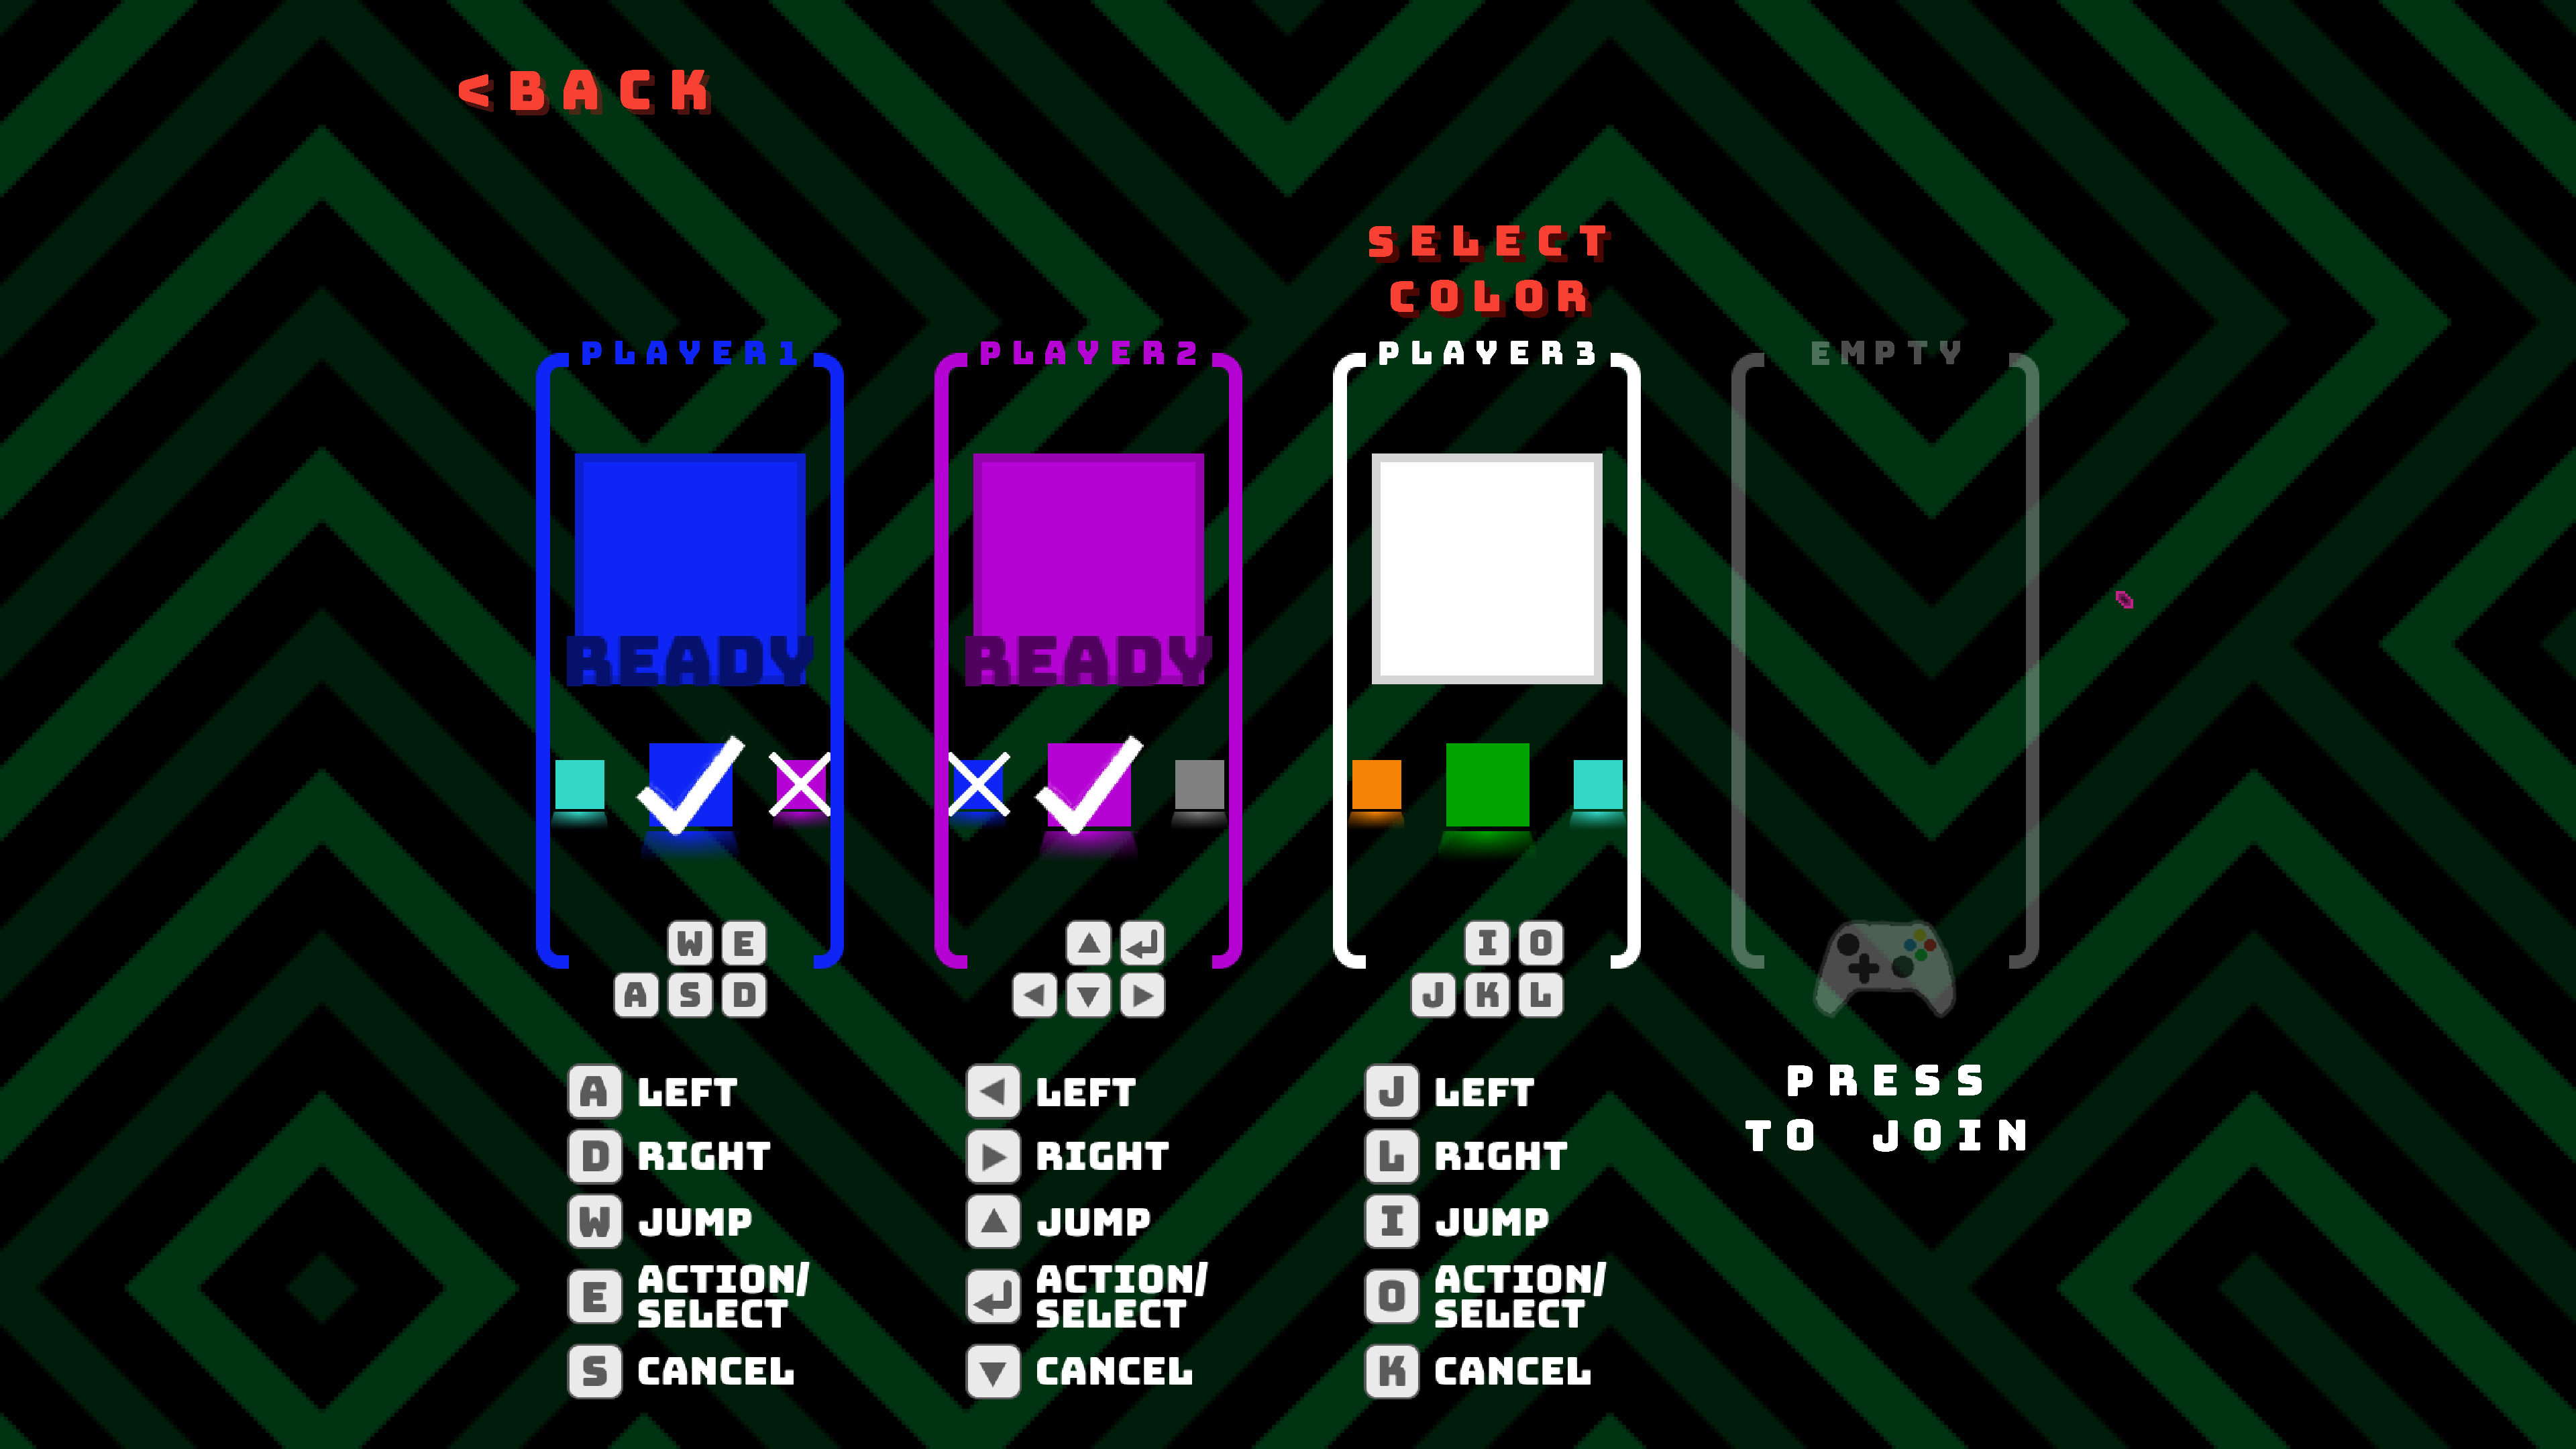 <BACK
SELECT
COLOR
PLAYER1
PLAYER2
PLAYER3
EMPTY
READY
READY
W E
A S D
▲ ↵
◀ ▼ ▶
I O
J K L
A LEFT
D RIGHT
W JUMP
E ACTION/
SELECT
S CANCEL
◀ LEFT
▶ RIGHT
▲ JUMP
↵ ACTION/
SELECT
▼ CANCEL
J LEFT
L RIGHT
I JUMP
O ACTION/
SELECT
K CANCEL
PRESS
TO JOIN